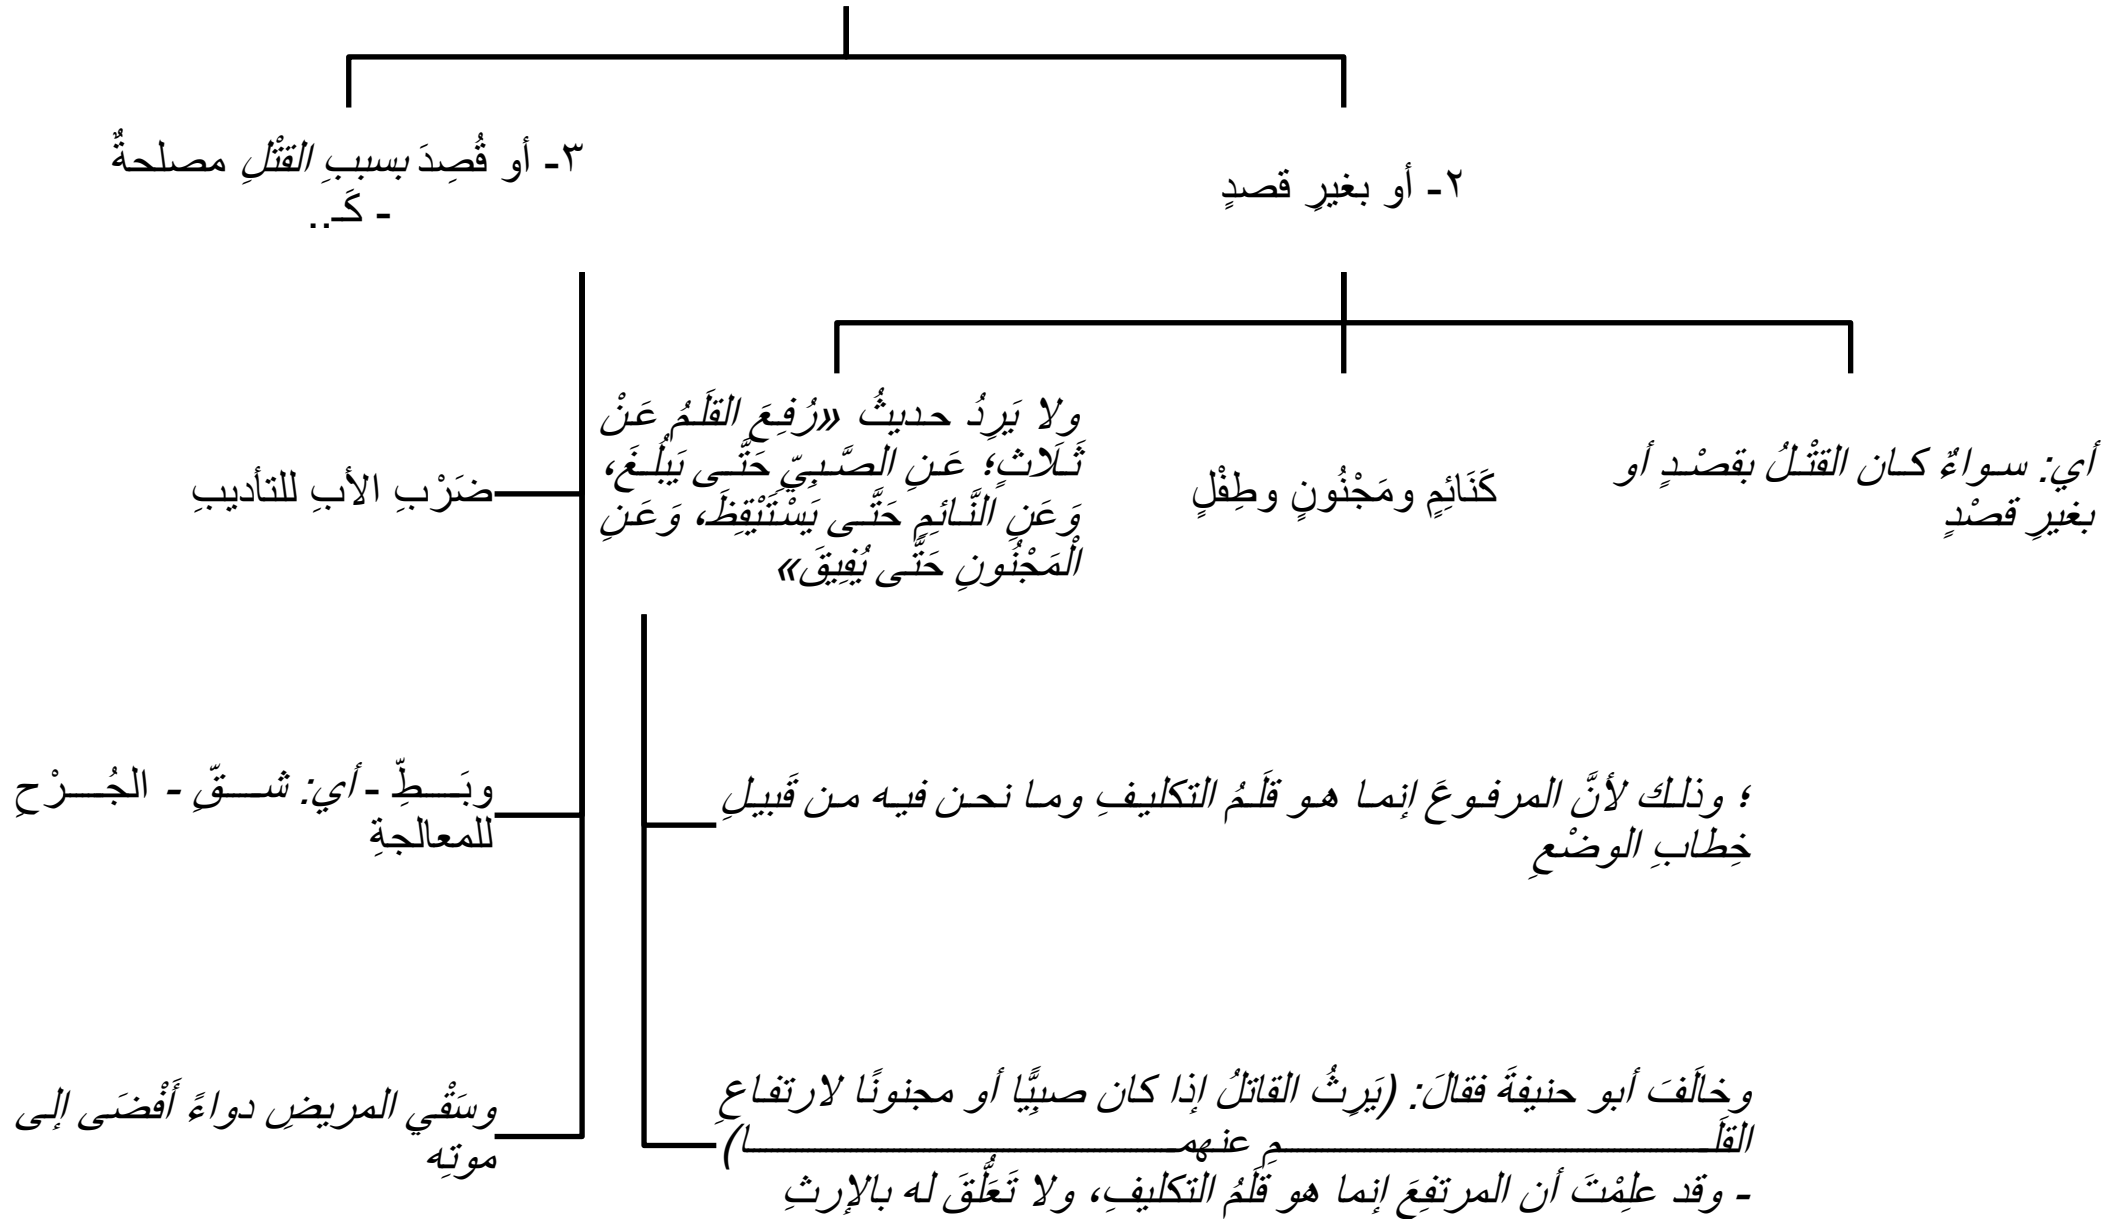 ٢- أو بغيرِ قصدٍ
أي: سواءٌ كان القتْلُ بقصْدٍ أو
بغيرِ قصْدٍ
كَنَائِمٍ ومَجْنُونٍ وطِفْلٍ
ولا يَرِدُ حديثُ «رُفِعَ القَلَمُ عَنْ
ثَلَاثٍ؛ عَنِ الصَّبِيِّ حَتَّى يَبْلُغَ،
وَعَنِ النَّائِمِ حَتَّى يَسْتَيْقِظَ، وَعَنِ
الْمَجْنُونِ حَتَّى يُفِيقَ»
؛ وذلك لأنَّ المرفوعَ إنما هو قَلَمُ التكليفِ وما نحن فيه من قَبيلِ
خِطابِ الوضْعِ
وخالَفَ أبو حنيفةَ فقالَ: (يَرِثُ القاتلُ إذا كان صبِيًّا أو مجنونًا لارتفاعِ
القَلَمِ عنهما)
- وقد علِمْتَ أن المرتفِعَ إنما هو قَلَمُ التكليفِ، ولا تَعَلُّقَ له بالإرثِ
٣- أو قُصِدَ بسببِ القتْلِ مصلحةٌ
- كَـ..
ضَرْبِ الأبِ للتأديبِ
وبَطِّ - أي: شقِّ - الجُرْحِ
للمعالجةِ
وسَقْي المريضِ دواءً أَفْضَى إلى
موتِه